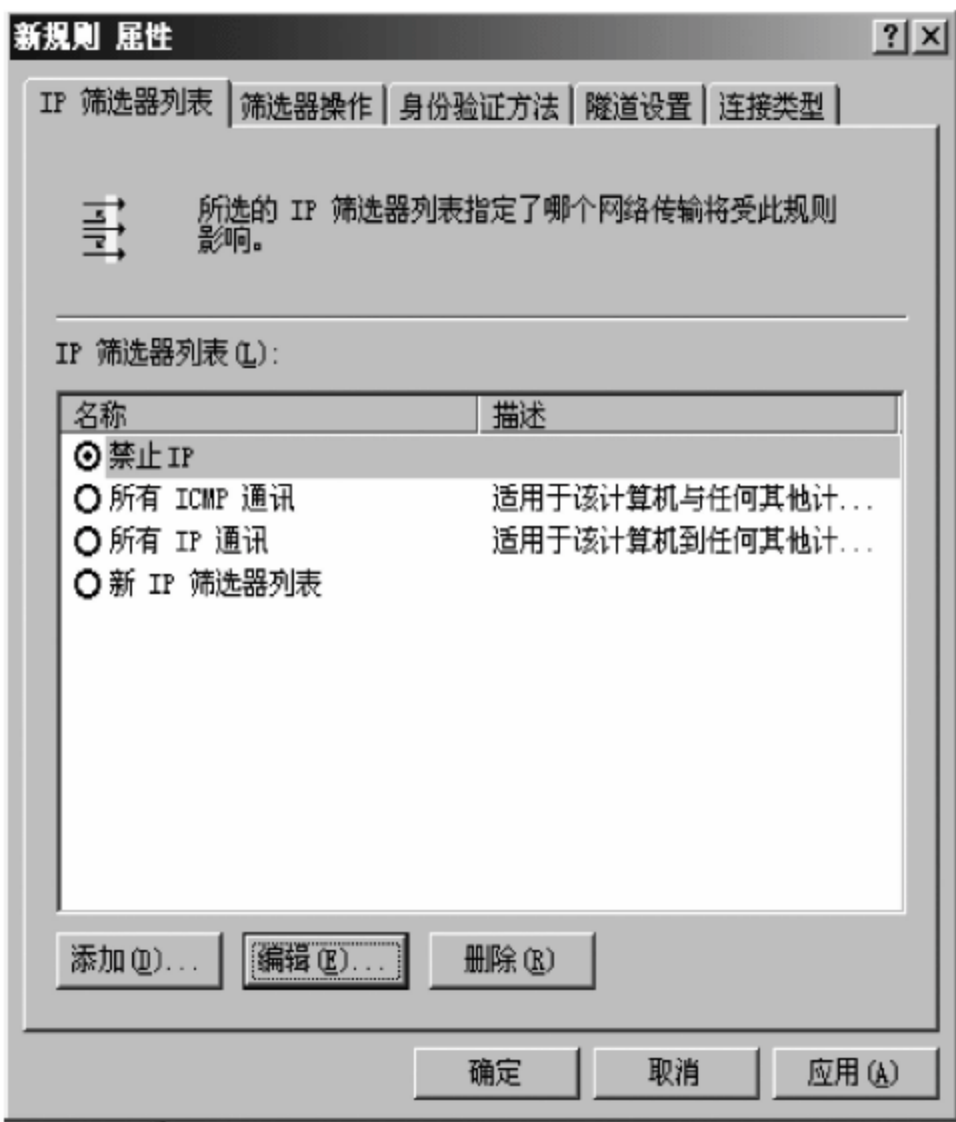 新规则 属性
IP 筛选器列表 筛选器操作 身份验证方法 隧道设置 连接类型
所选的 IP 筛选器列表指定了哪个网络传输将受此规则
影响。
IP 筛选器列表(L):
名称 描述
禁止IP
所有 ICMP 通讯 适用于该计算机与任何其他计...
所有 IP 通讯 适用于该计算机到任何其他计...
新 IP 筛选器列表
添加(D)... 编辑(E)... 删除(R)
确定 取消 应用(A)